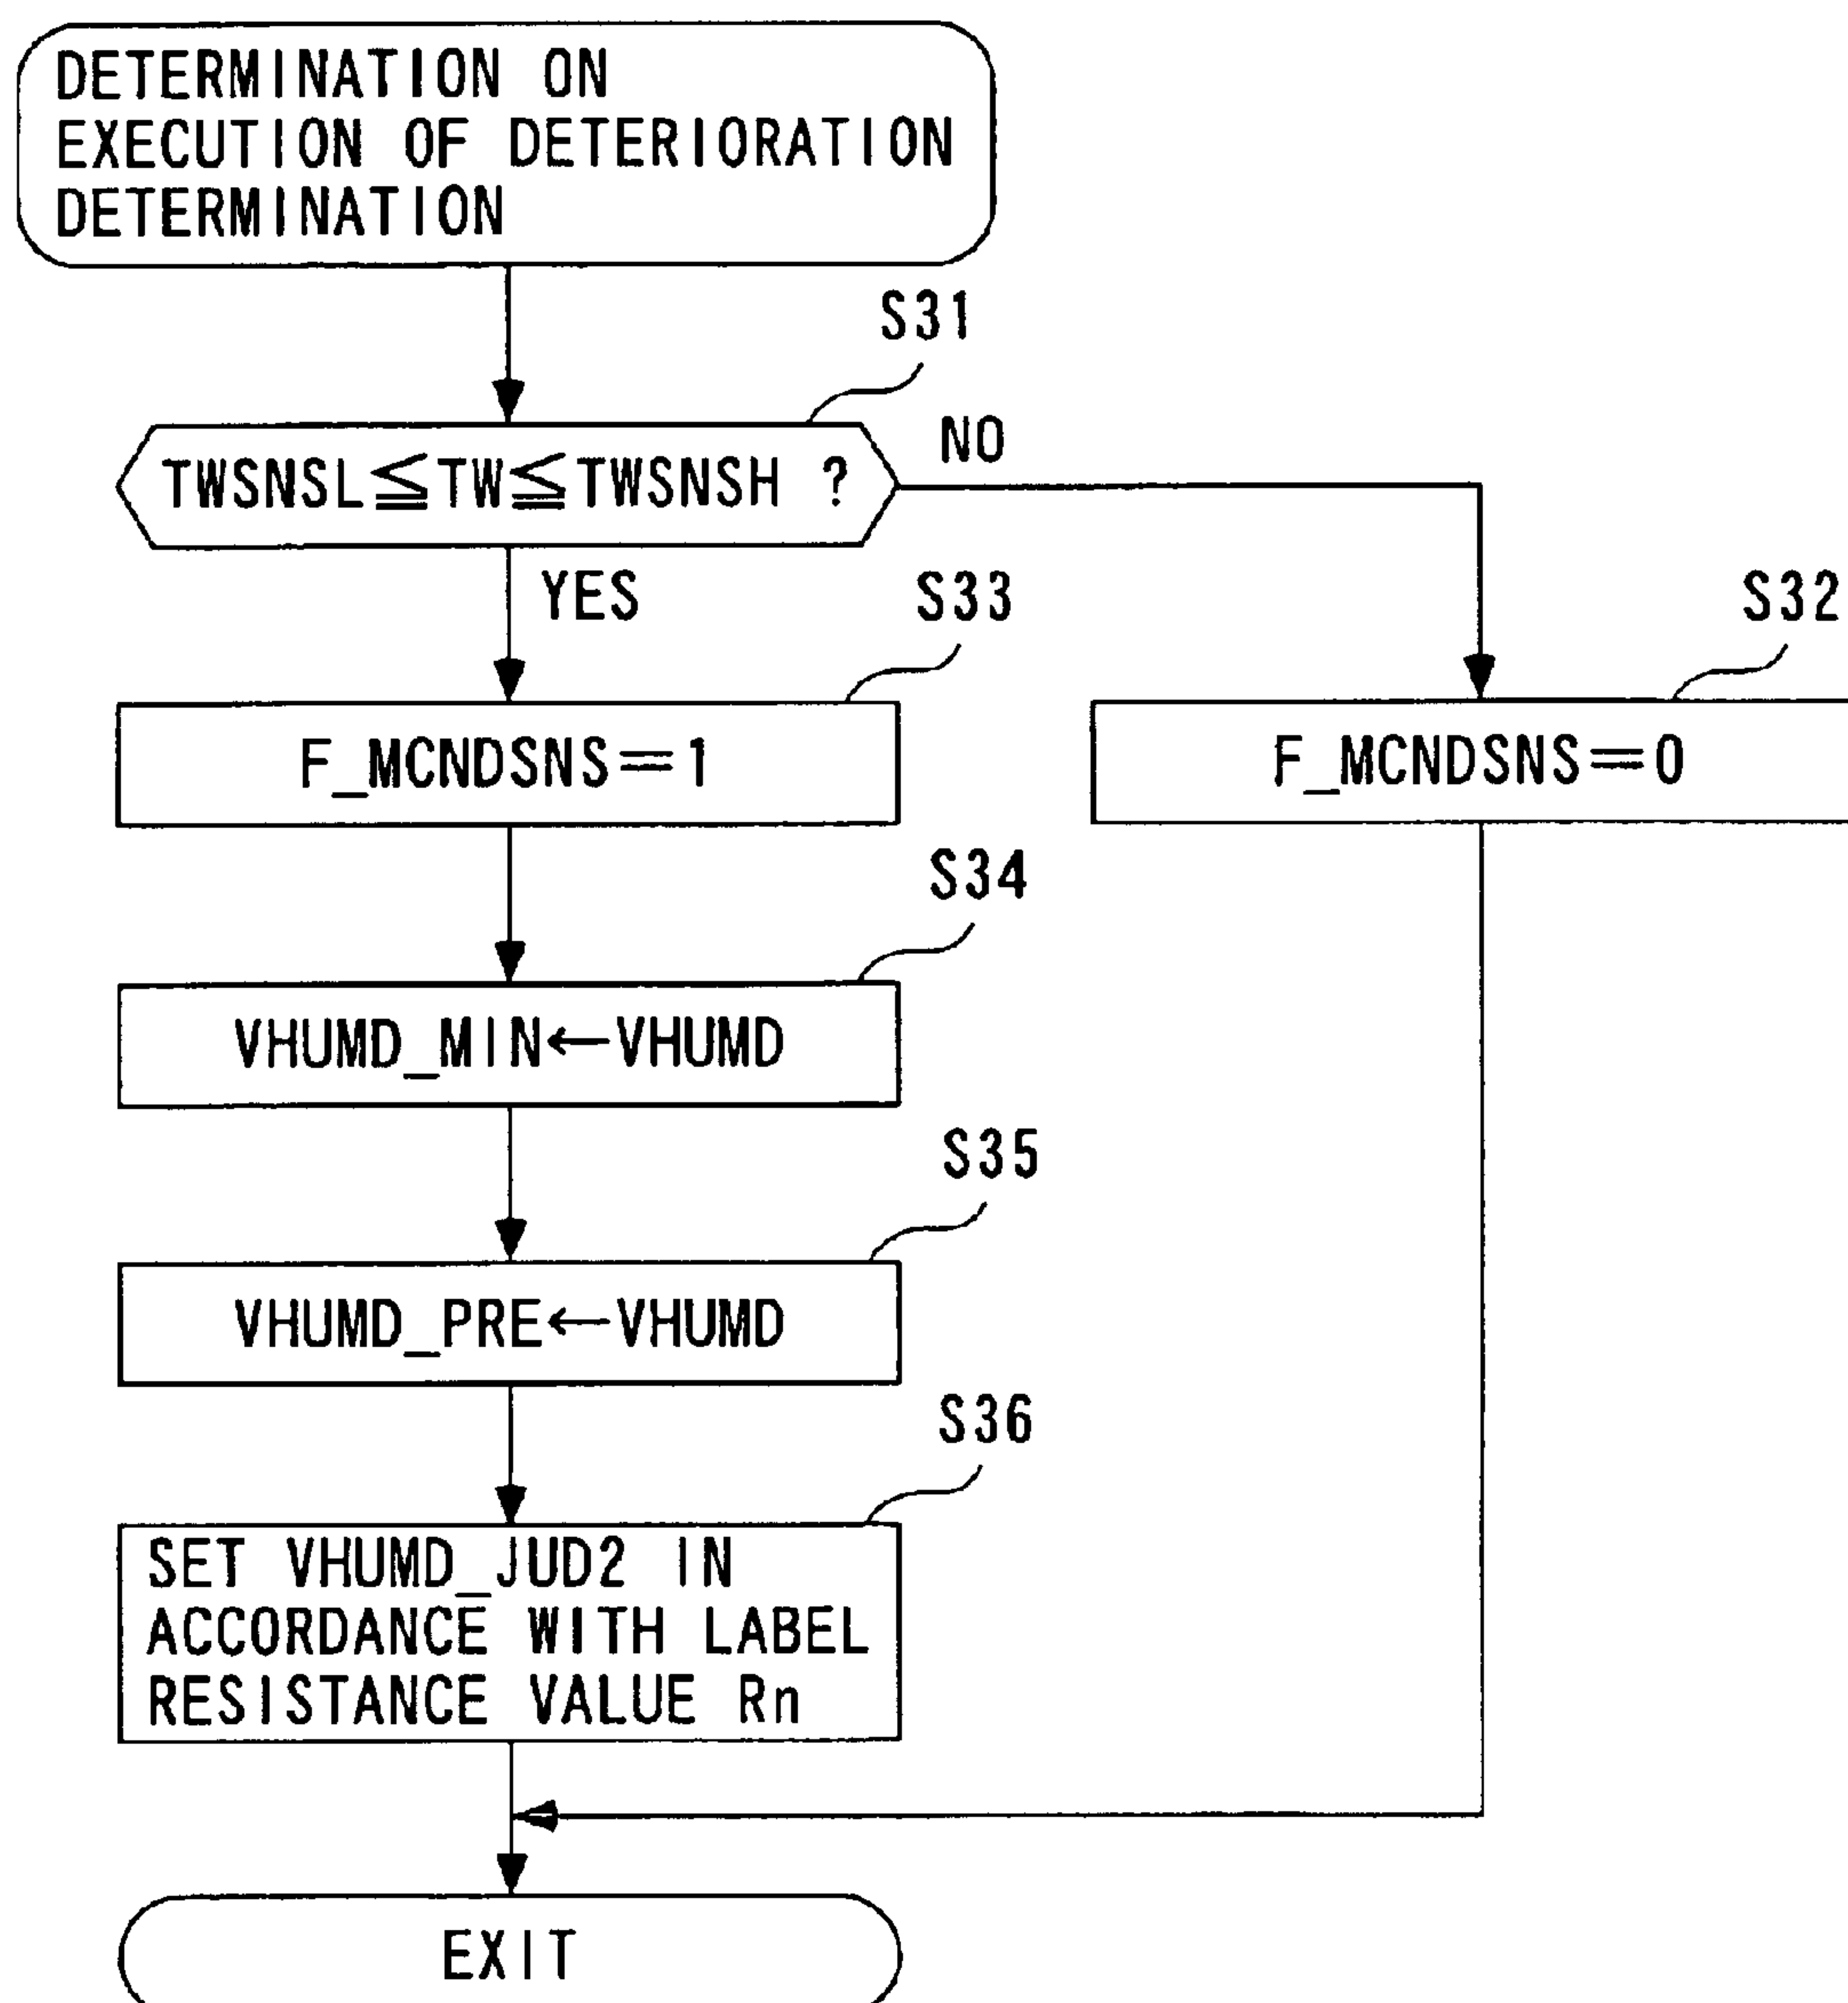 DETERMINATION ON
EXECUTION OF DETERIORATION
DETERMINATION
S31
TWSNSL≦TW≦TWSNSH ?
NO
YES
S33
S32
F_MCNDSNS=1
F_MCNDSNS=0
S34
VHUMD_MIN←VHUMD
S35
VHUMD_PRE←VHUMD
S36
SET VHUMD_JUD2 IN
ACCORDANCE WITH LABEL
RESISTANCE VALUE Rn
EXIT